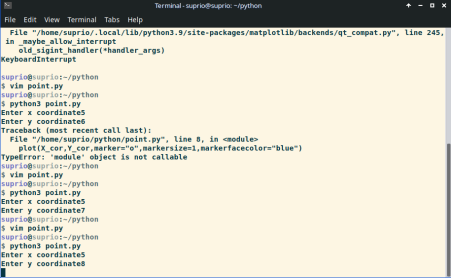 Terminal - suprio@suprio: ~/python
File Edit View Terminal Tabs Help
File "/home/suprio/.local/lib/python3.9/site-packages/matplotlib/backends/qt_compat.py", line 245,
in _maybe_allow_interrupt
old_sigint_handler(*handler_args)
KeyboardInterrupt
suprio@suprio:~/python
$ vim point.py
suprio@suprio:~/python
$ python3 point.py
Enter x coordinate5
Enter y coordinate6
Traceback (most recent call last):
File "/home/suprio/python/point.py", line 8, in <module>
plot(X_cor,Y_cor,marker="o",markersize=1,markerfacecolor="blue")
TypeError: 'module' object is not callable
suprio@suprio:~/python
$ vim point.py
suprio@suprio:~/python
$ python3 point.py
Enter x coordinate5
Enter y coordinate7
suprio@suprio:~/python
$ vim point.py
suprio@suprio:~/python
$ python3 point.py
Enter x coordinate5
Enter y coordinate8